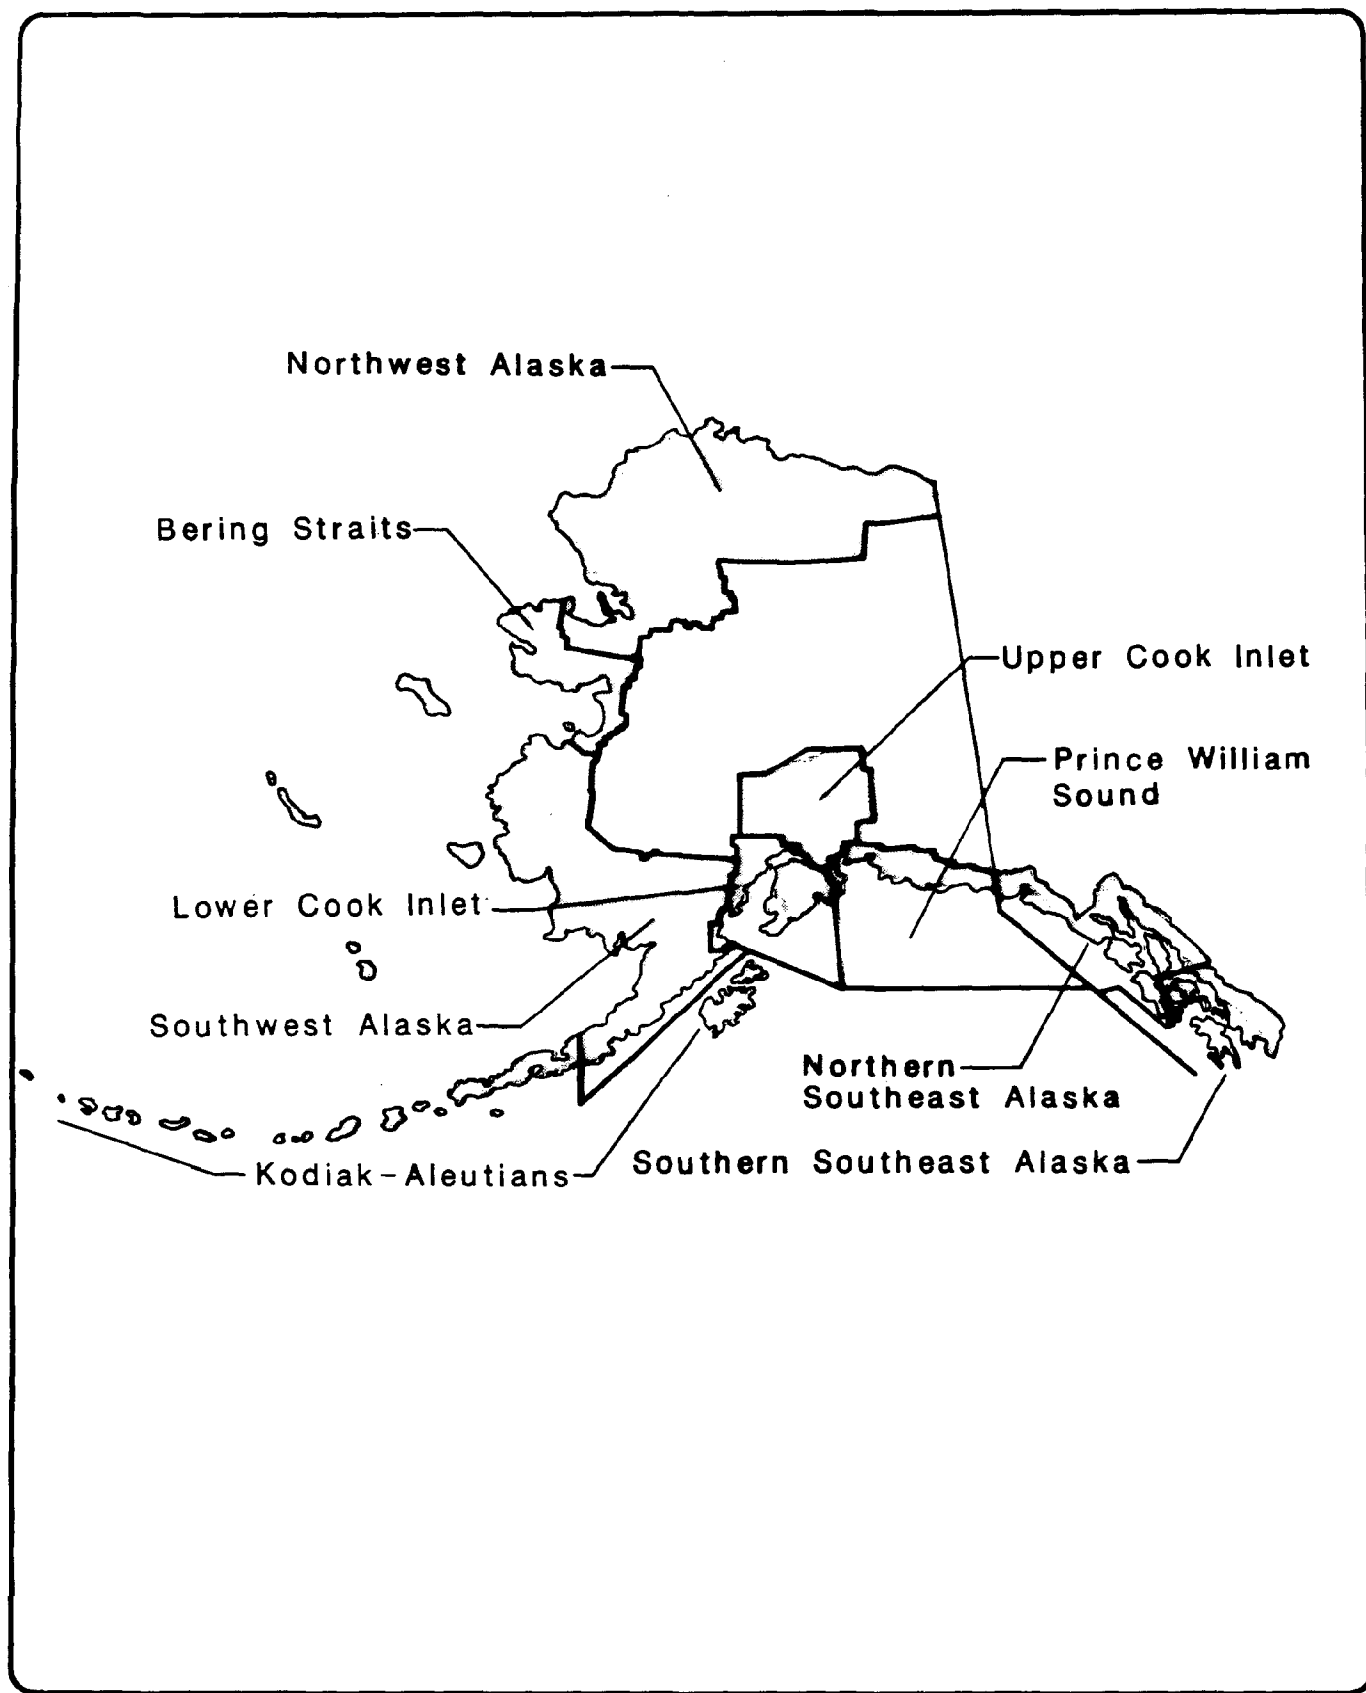 Northwest Alaska
Bering Straits
Upper Cook Inlet
Prince William
Sound
Lower Cook Inlet
Southwest Alaska
Northern
Southeast Alaska
Kodiak-Aleutians
Southern Southeast Alaska